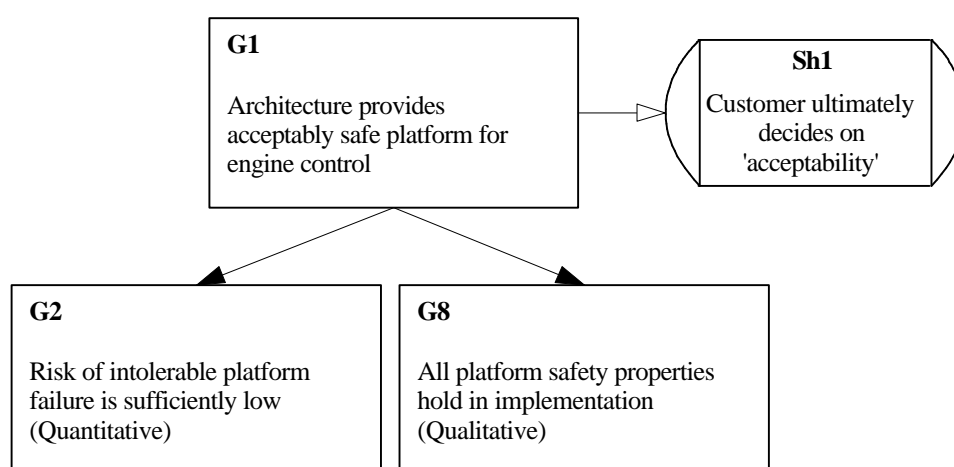 G1
Architecture provides
acceptably safe platform for
engine control
Sh1
Customer ultimately
decides on
'acceptability'
G2
Risk of intolerable platform
failure is sufficiently low
(Quantitative)
G8
All platform safety properties
hold in implementation
(Qualitative)